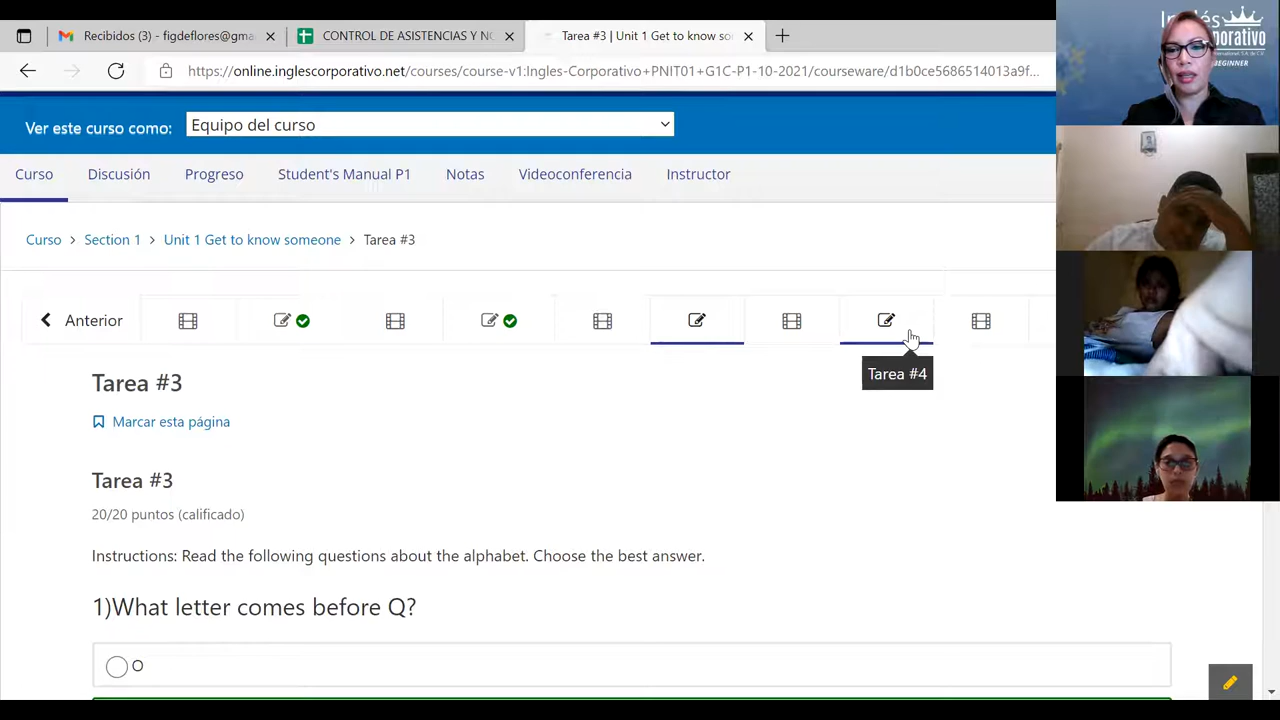 Recibidos (3) - figdeflores@gma
CONTROL DE ASISTENCIAS Y NO
Tarea #3 | Unit 1 Get to know so
https://online.inglescorporativo.net/courses/course-v1:Ingles-Corporativo+PNIT01+G1C-P1-10-2021/courseware/d1b0ce5686514013a9f...
Ver este curso como:
Equipo del curso
Curso
Discusión
Progreso
Student's Manual P1
Notas
Videoconferencia
Instructor
Curso > Section 1 > Unit 1 Get to know someone > Tarea #3
Anterior
Tarea #4
Tarea #3
Marcar esta página
Tarea #3
20/20 puntos (calificado)
Instructions: Read the following questions about the alphabet. Choose the best answer.
1)What letter comes before Q?
O
Inglés
BEGINNER